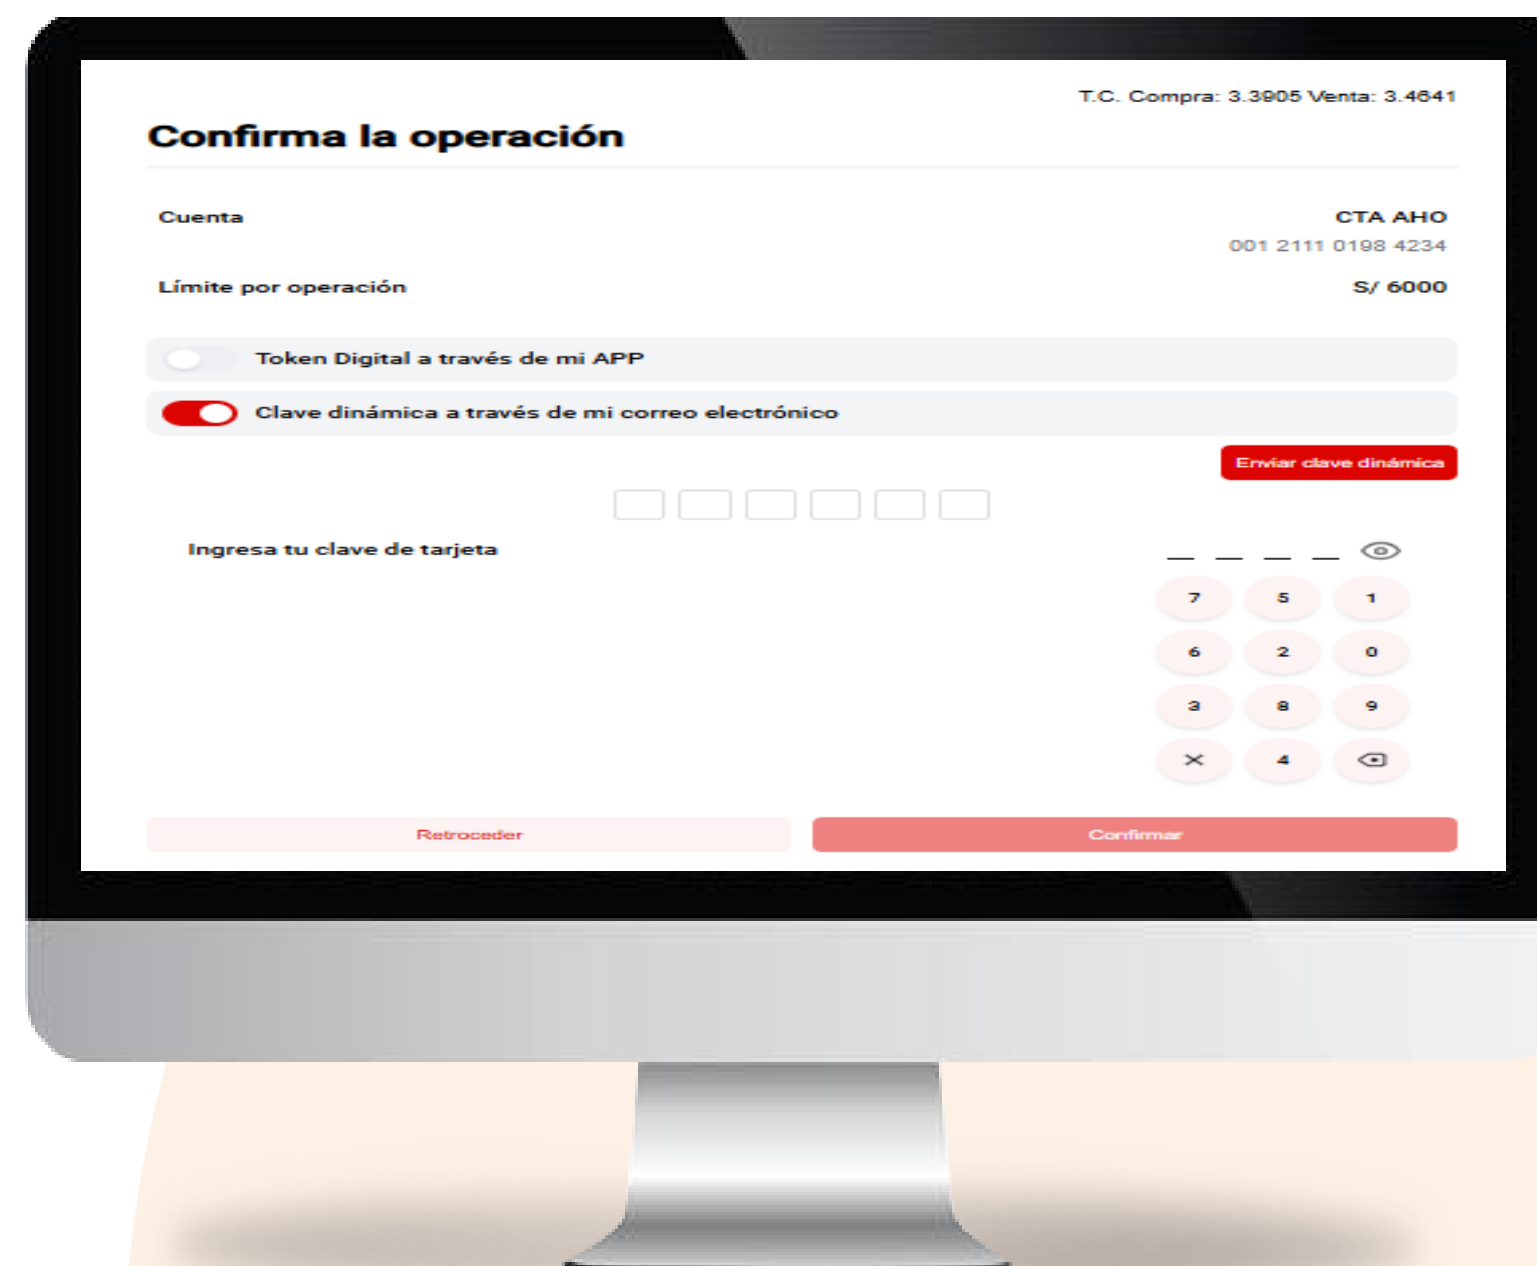 T.C. Compra: 3.3905 Venta: 3.4641
Confirma la operación
Cuenta
CTA AHO
001 2111 0198 4234
Límite por operación
S/ 6000
Token Digital a través de mi APP
Clave dinámica a través de mi correo electrónico
Enviar clave dinámica
Ingresa tu clave de tarjeta
7 5 1
6 2 0
3 8 9
4
Retroceder
Confirmar